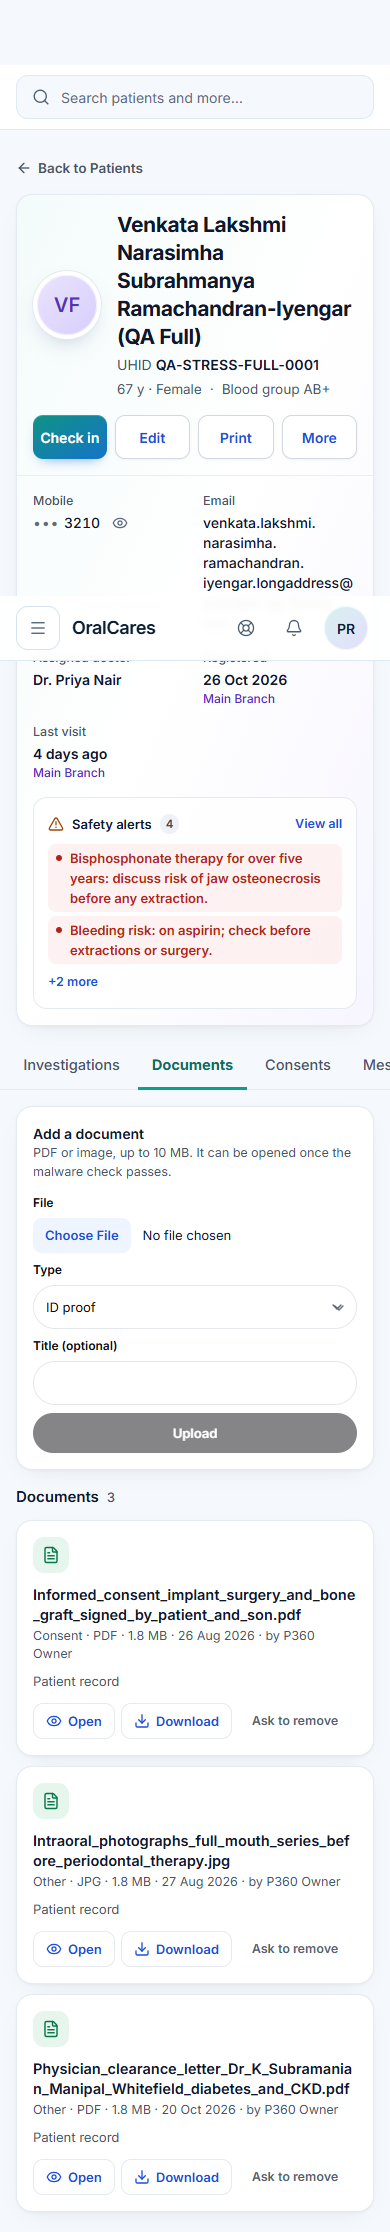 Search patients and more...
Back to Patients
VF
Venkata Lakshmi
Narasimha
Subrahmanya
Ramachandran-Iyengar
(QA Full)
UHID QA-STRESS-FULL-0001
67 y · Female · Blood group AB+
Check in
Edit
Print
More
Mobile
••• 3210
Email
venkata.lakshmi.
narasimha.
ramachandran.
iyengar.longaddress@
OralCares
PR
Dr. Priya Nair
26 Oct 2026
Main Branch
Last visit
4 days ago
Main Branch
Safety alerts 4
View all
Bisphosphonate therapy for over five
years: discuss risk of jaw osteonecrosis
before any extraction.
Bleeding risk: on aspirin; check before
extractions or surgery.
+2 more
Investigations
Documents
Consents
Mes
Add a document
PDF or image, up to 10 MB. It can be opened once the
malware check passes.
File
Choose File
No file chosen
Type
ID proof
Title (optional)
Upload
Documents 3
Informed_consent_implant_surgery_and_bone
_graft_signed_by_patient_and_son.pdf
Consent · PDF · 1.8 MB · 26 Aug 2026 · by P360
Owner
Patient record
Open
Download
Ask to remove
Intraoral_photographs_full_mouth_series_bef
ore_periodontal_therapy.jpg
Other · JPG · 1.8 MB · 27 Aug 2026 · by P360 Owner
Patient record
Open
Download
Ask to remove
Physician_clearance_letter_Dr_K_Subramania
n_Manipal_Whitefield_diabetes_and_CKD.pdf
Other · PDF · 1.8 MB · 20 Oct 2026 · by P360 Owner
Patient record
Open
Download
Ask to remove